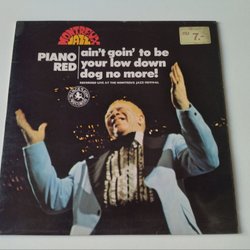 MONTREUX
JAZZ
PIANO
RED
ain't goin' to be
your low down
dog no more!
RECORDED LIVE AT THE MONTREUX JAZZ FESTIVAL